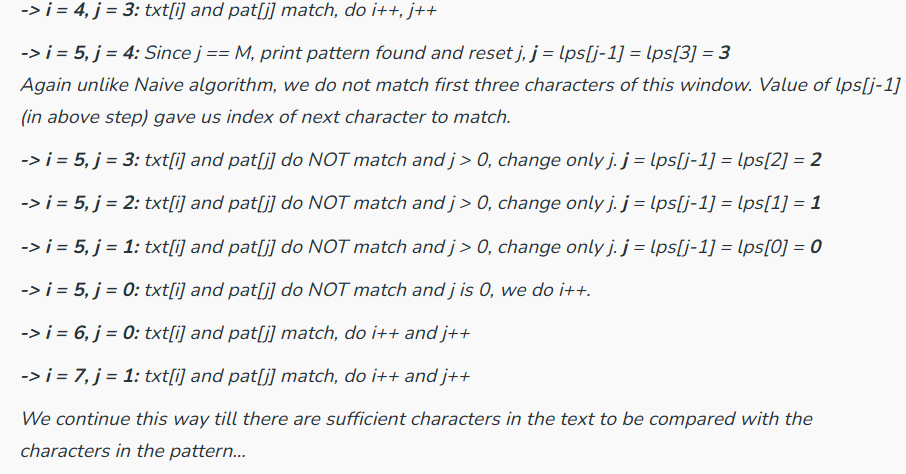 -> i = 4, j = 3: txt[i] and pat[j] match, do i++, j++
-> i = 5, j = 4: Since j == M, print pattern found and reset j, j = lps[j-1] = lps[3] = 3
Again unlike Naive algorithm, we do not match first three characters of this window. Value of lps[j-1]
(in above step) gave us index of next character to match.
-> i = 5, j = 3: txt[i] and pat[j] do NOT match and j > 0, change only j. j = lps[j-1] = lps[2] = 2
-> i = 5, j = 2: txt[i] and pat[j] do NOT match and j > 0, change only j. j = lps[j-1] = lps[1] = 1
-> i = 5, j = 1: txt[i] and pat[j] do NOT match and j > 0, change only j. j = lps[j-1] = lps[0] = 0
-> i = 5, j = 0: txt[i] and pat[j] do NOT match and j is 0, we do i++.
-> i = 6, j = 0: txt[i] and pat[j] match, do i++ and j++
-> i = 7, j = 1: txt[i] and pat[j] match, do i++ and j++
We continue this way till there are sufficient characters in the text to be compared with the
characters in the pattern...